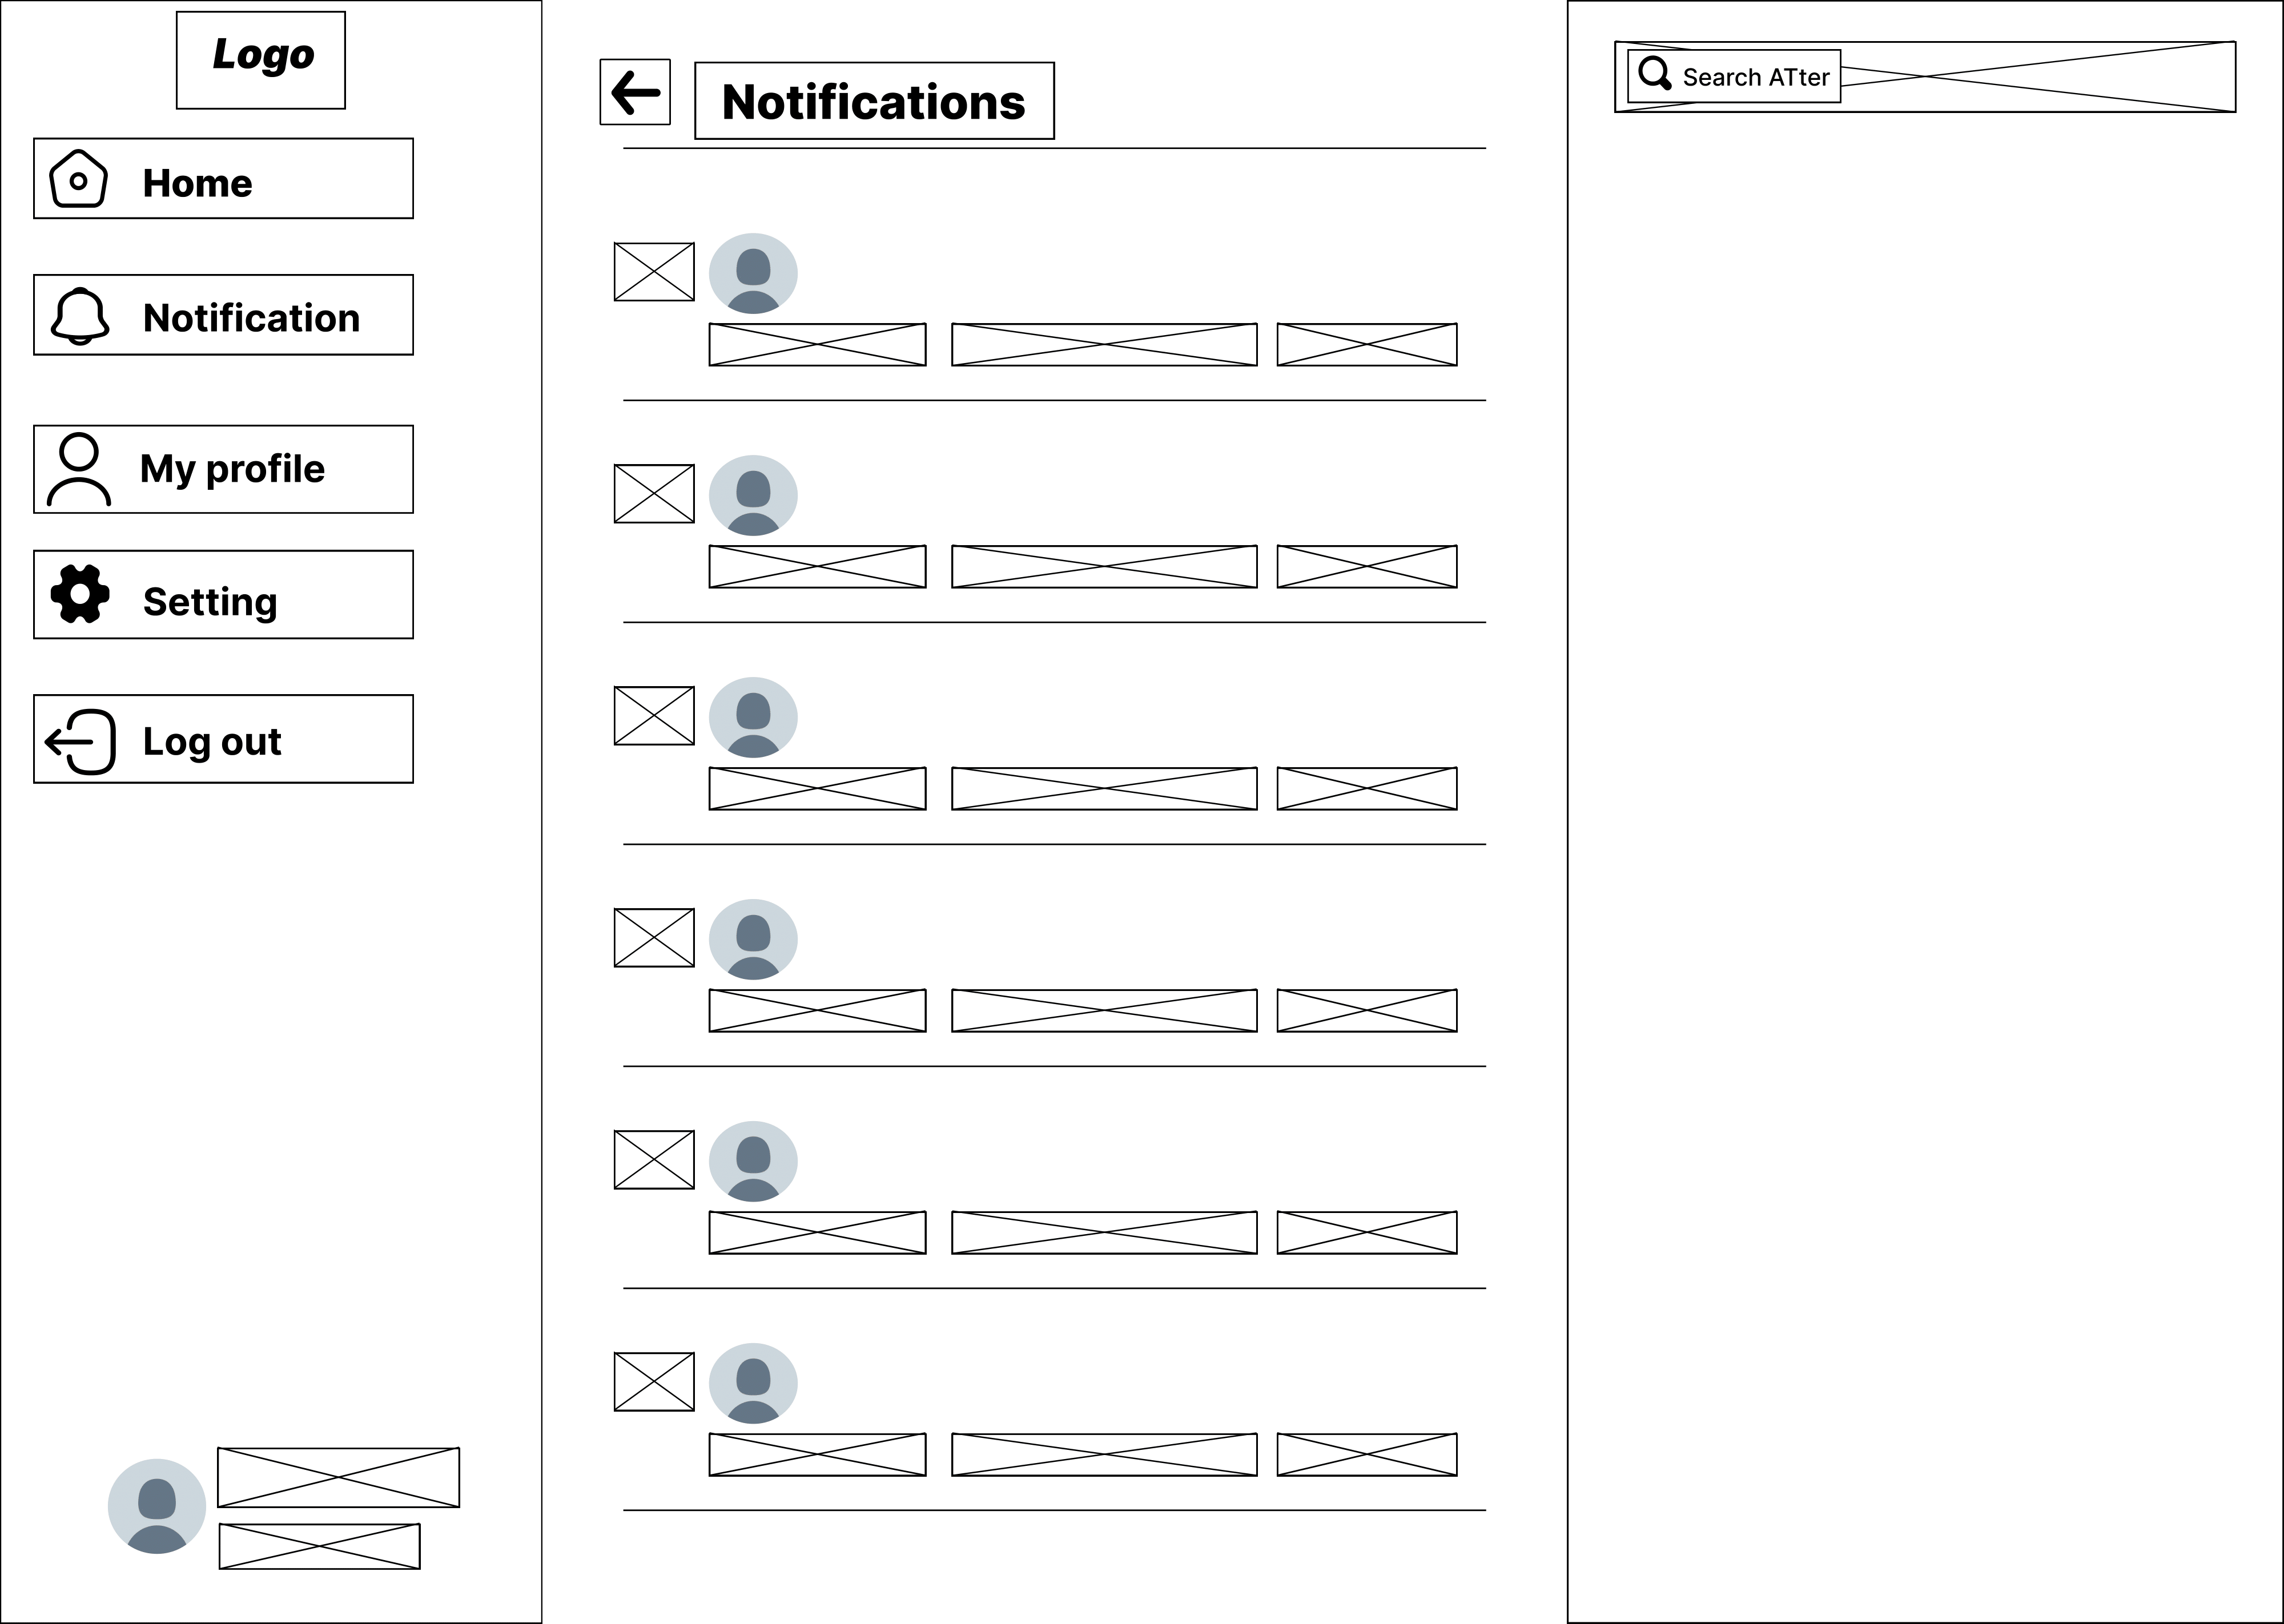 Logo
Home
Notification
My profile
Setting
Log out
Notifications
Search ATter